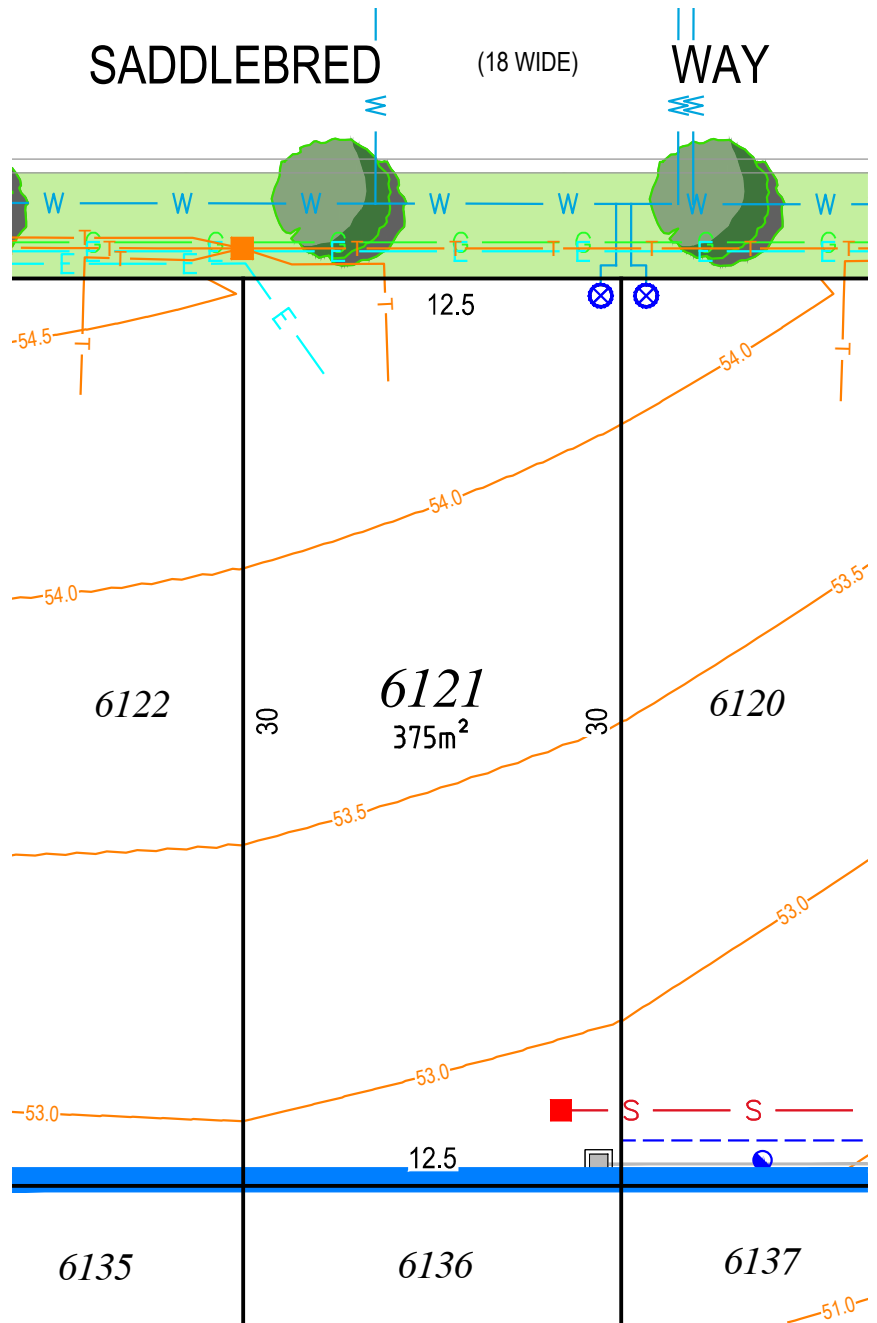 SADDLEBRED (18 WIDE) WAY
W W W
W W W W W W W
G G G G G G G
T T T T T T T
E E E E E
12.5
E
54.5 T T T
54.0
54.0
54.0
53.5
6122 6121 6120
30 375m² 30
53.5
53.0
53.0 53.0
S S
12.5
6135 6136 6137
51.0